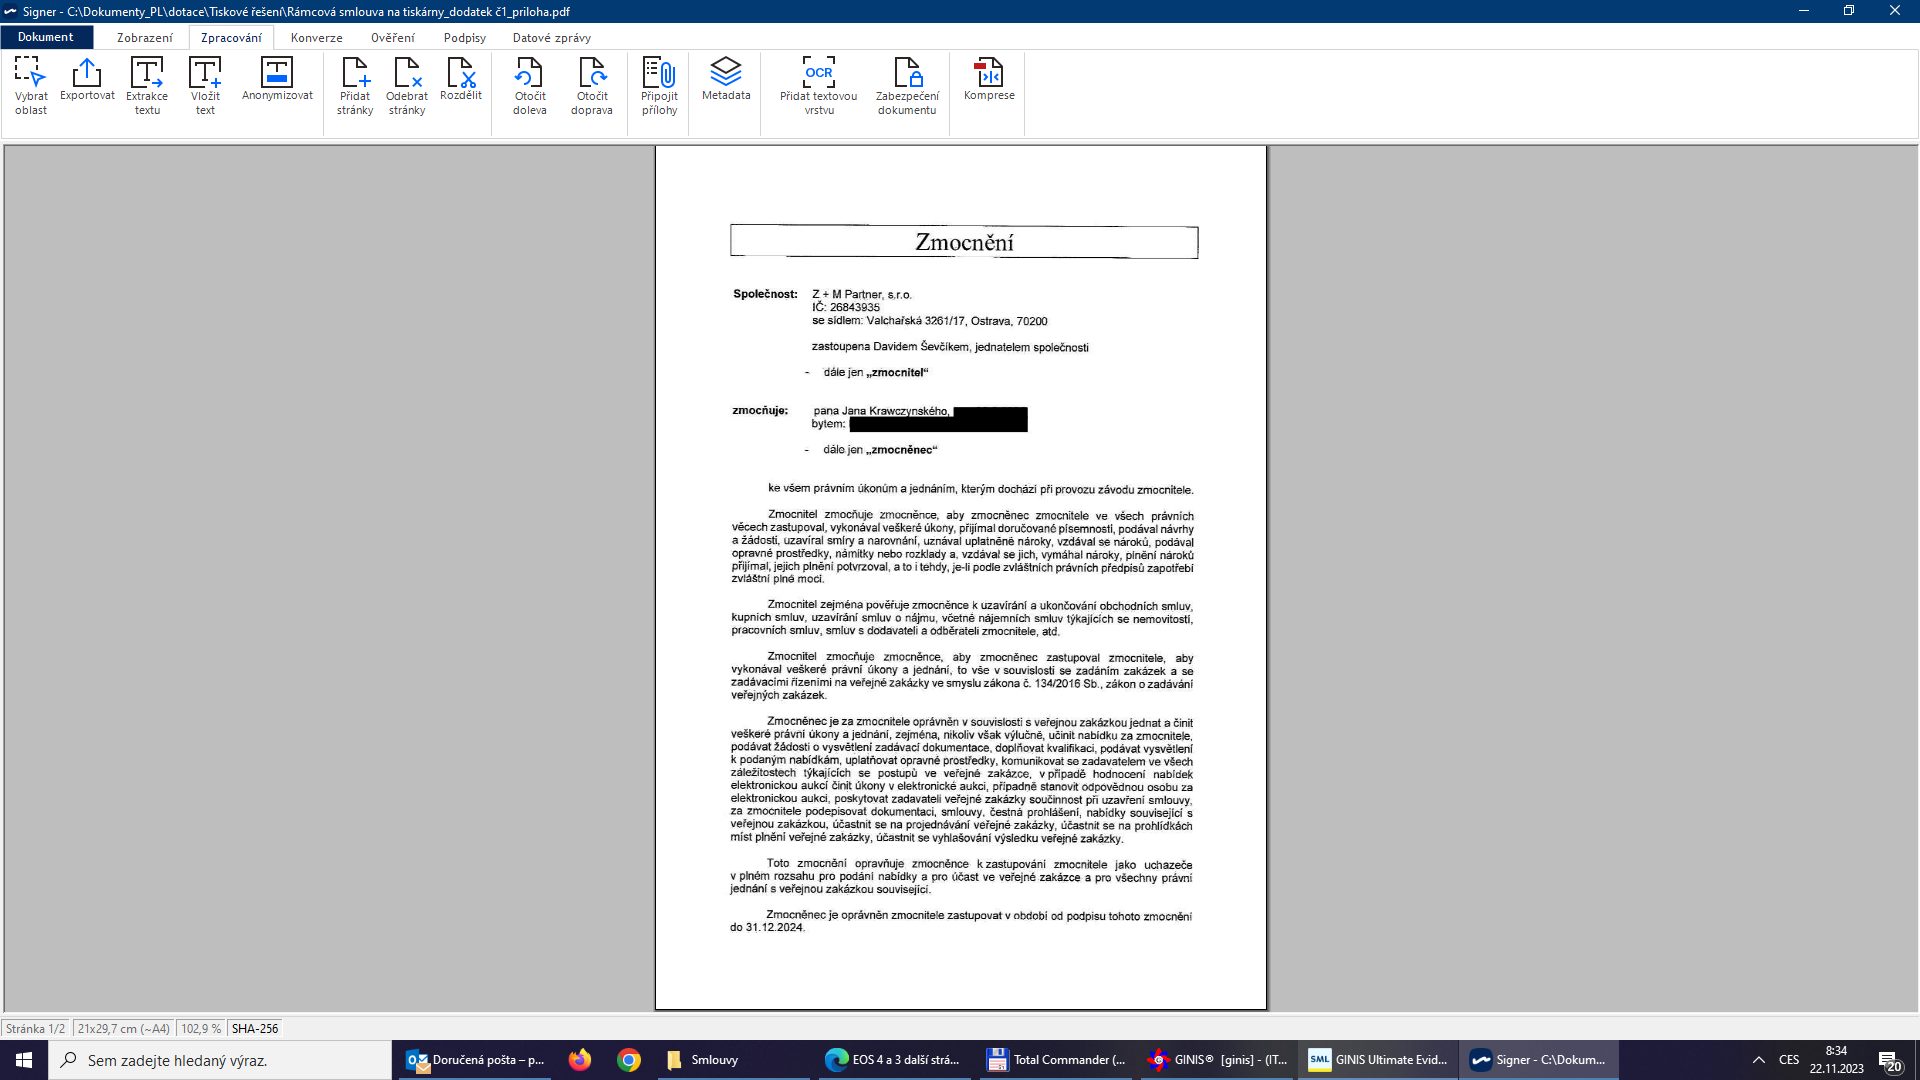 Signer - C:\Dokumenty_PL\dotace\Tiskové řešení\Rámcová smlouva na tiskárny_dodatek č1_priloha.pdf
Dokument
Zobrazení
Zpracování
Konverze
Ověření
Podpisy
Datové zprávy
Vybrat oblast
Exportovat
Extrakce textu
Vložit text
Anonymizovat
Přidat stránky
Odebrat stránky
Rozdělit
Otočit doleva
Otočit doprava
Připojit přílohy
Metadata
OCR
Přidat textovou vrstvu
Zabezpečení dokumentu
Komprese
Zmocnění
Společnost: Z + M Partner, s.r.o.
IČ: 26843935
se sídlem: Valchařská 3261/17, Ostrava, 70200
zastoupena Davidem Ševčíkem, jednatelem společnosti
- dále jen „zmocnitel“
zmocňuje: pana Jana Krawczynského,
bytem:
- dále jen „zmocněnec“
ke všem právním úkonům a jednáním, kterým dochází při provozu závodu zmocnitele.
Zmocnitel zmocňuje zmocněnce, aby zmocněnec zmocnitele ve všech právních
věcech zastupoval, vykonával veškeré úkony, přijímal doručované písemnosti, podával návrhy
a žádosti, uzavíral smíry a narovnání, uznával uplatněné nároky, vzdával se nároků, podával
opravné prostředky, námitky nebo rozklady a, vzdával se jich, vymáhal nároky, plnění nároků
přijímal, jejich plnění potvrzoval, a to i tehdy, je-li podle zvláštních právních předpisů zapotřebí
zvláštní plné moci.
Zmocnitel zejména pověřuje zmocněnce k uzavírání a ukončování obchodních smluv,
kupních smluv, uzavírání smluv o nájmu, včetně nájemních smluv týkajících se nemovitostí,
pracovních smluv, smluv s dodavateli a odběrateli zmocnitele, atd.
Zmocnitel zmocňuje zmocněnce, aby zmocněnec zastupoval zmocnitele, aby
vykonával veškeré právní úkony a jednání, to vše v souvislosti se zadáním zakázek a se
zadávacími řízeními na veřejné zakázky ve smyslu zákona č. 134/2016 Sb., zákon o zadávání
veřejných zakázek.
Zmocněnec je za zmocnitele oprávněn v souvislosti s veřejnou zakázkou jednat a činit
veškeré právní úkony a jednání, zejména, nikoliv však výlučně, učinit nabídku za zmocnitele,
podávat žádosti o vysvětlení zadávací dokumentace, doplňovat kvalifikaci, podávat vysvětlení
k podaným nabídkám, uplatňovat opravné prostředky, komunikovat se zadavatelem ve všech
záležitostech týkajících se postupů ve veřejné zakázce, v případě hodnocení nabídek
elektronickou aukcí činit úkony v elektronické aukci, případně stanovit odpovědnou osobu za
elektronickou aukci, poskytovat zadavateli veřejné zakázky součinnost při uzavření smlouvy,
za zmocnitele podepisovat dokumentaci, smlouvy, čestná prohlášení, nabídky související s
veřejnou zakázkou, účastnit se na projednávání veřejné zakázky, účastnit se na prohlídkách
míst plnění veřejné zakázky, účastnit se vyhlašování výsledku veřejné zakázky.
Toto zmocnění opravňuje zmocněnce k zastupování zmocnitele jako uchazeče
v plném rozsahu pro podání nabídky a pro účast ve veřejné zakázce a pro všechny právní
jednání s veřejnou zakázkou související.
Zmocněnec je oprávněn zmocnitele zastupovat v období od podpisu tohoto zmocnění
do 31.12.2024.
Stránka 1/2
21x29,7 cm (~A4)
102,9 %
SHA-256
Sem zadejte hledaný výraz.
Doručená pošta – p...
Smlouvy
EOS 4 a 3 další strá...
Total Commander (...
GINIS® [ginis] - (IT...
SML
GINIS Ultimate Evid...
Signer - C:\Dokum...
CES
8:34
22.11.2023
20